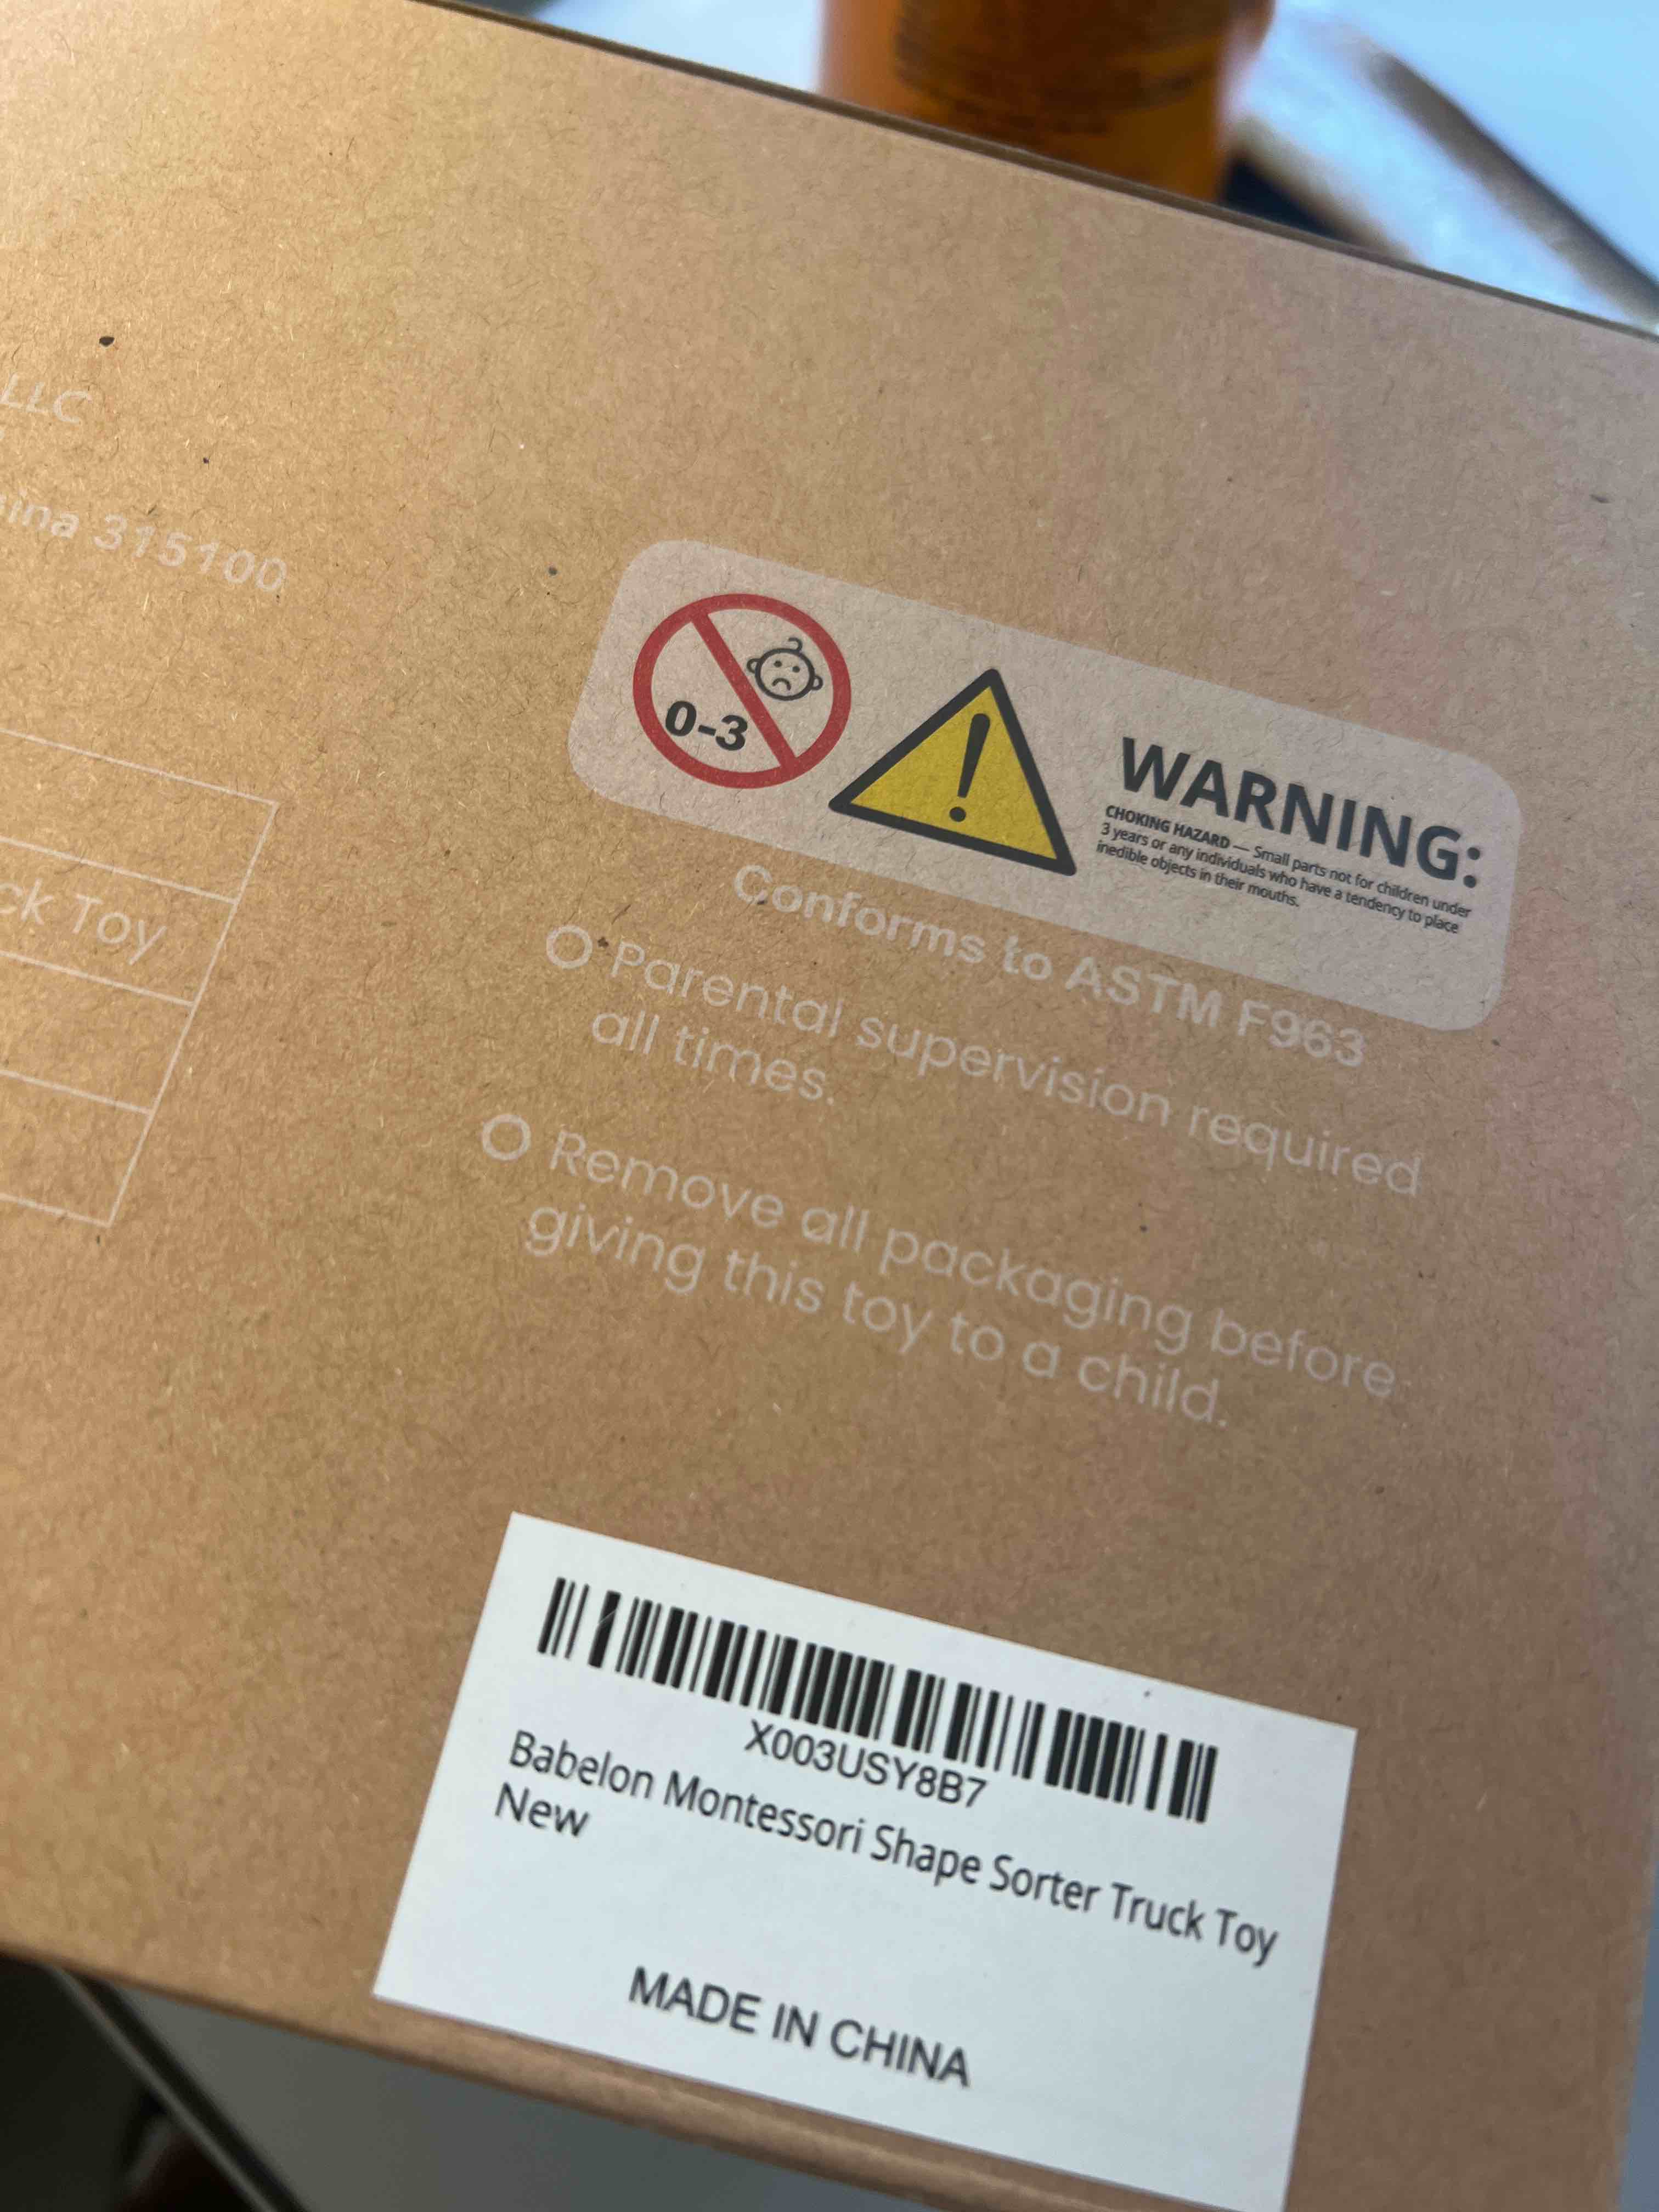 LLC
315100
Toy
0-3
WARNING:
CHOKING HAZARD — Small parts not for children under
3 years or any individuals who have a tendency to place
inedible objects in their mouths.
Conforms to ASTM F963
Parental supervision required
all times.
Remove all packaging before
giving this toy to a child.
X003USY8B7
Babelon Montessori Shape Sorter Truck Toy
New
MADE IN CHINA